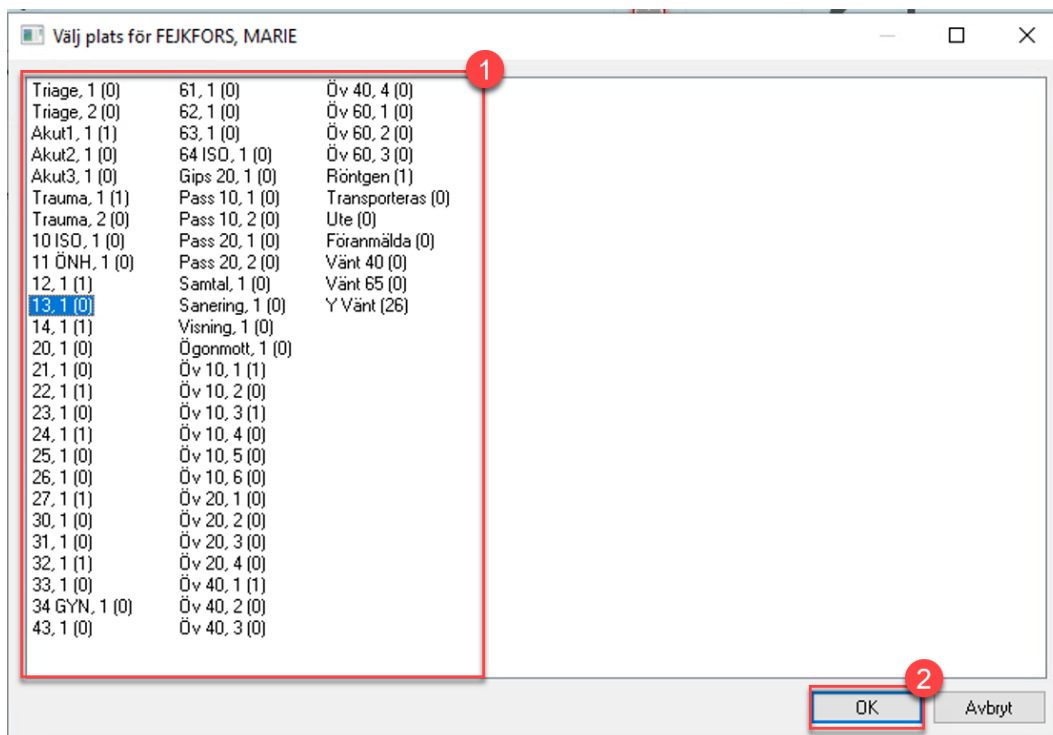 Välj plats för FEJKFORS, MARIE
1
Triage, 1 (0)
Triage, 2 (0)
Akut1, 1 (1)
Akut2, 1 (0)
Akut3, 1 (0)
Trauma, 1 (1)
Trauma, 2 (0)
10 ISO, 1 (0)
11 ÖNH, 1 (0)
12, 1 (1)
13, 1 (0)
14, 1 (1)
20, 1 (0)
21, 1 (0)
22, 1 (1)
23, 1 (0)
24, 1 (1)
25, 1 (0)
26, 1 (0)
27, 1 (1)
30, 1 (0)
31, 1 (0)
32, 1 (1)
33, 1 (0)
34 GYN, 1 (0)
43, 1 (0)
61, 1 (0)
62, 1 (0)
63, 1 (0)
64 ISO, 1 (0)
Gips 20, 1 (0)
Pass 10, 1 (0)
Pass 10, 2 (0)
Pass 20, 1 (0)
Pass 20, 2 (0)
Samtal, 1 (0)
Sanering, 1 (0)
Visning, 1 (0)
Ögonmott, 1 (0)
Öv 10, 1 (1)
Öv 10, 2 (0)
Öv 10, 3 (1)
Öv 10, 4 (0)
Öv 10, 5 (0)
Öv 10, 6 (0)
Öv 20, 1 (0)
Öv 20, 2 (0)
Öv 20, 3 (0)
Öv 20, 4 (0)
Öv 40, 1 (1)
Öv 40, 2 (0)
Öv 40, 3 (0)
Öv 40, 4 (0)
Öv 60, 1 (0)
Öv 60, 2 (0)
Öv 60, 3 (0)
Röntgen (1)
Transporteras (0)
Ute (0)
Föranmälda (0)
Vänt 40 (0)
Vänt 65 (0)
Y Vänt (26)
2
OK
Avbryt